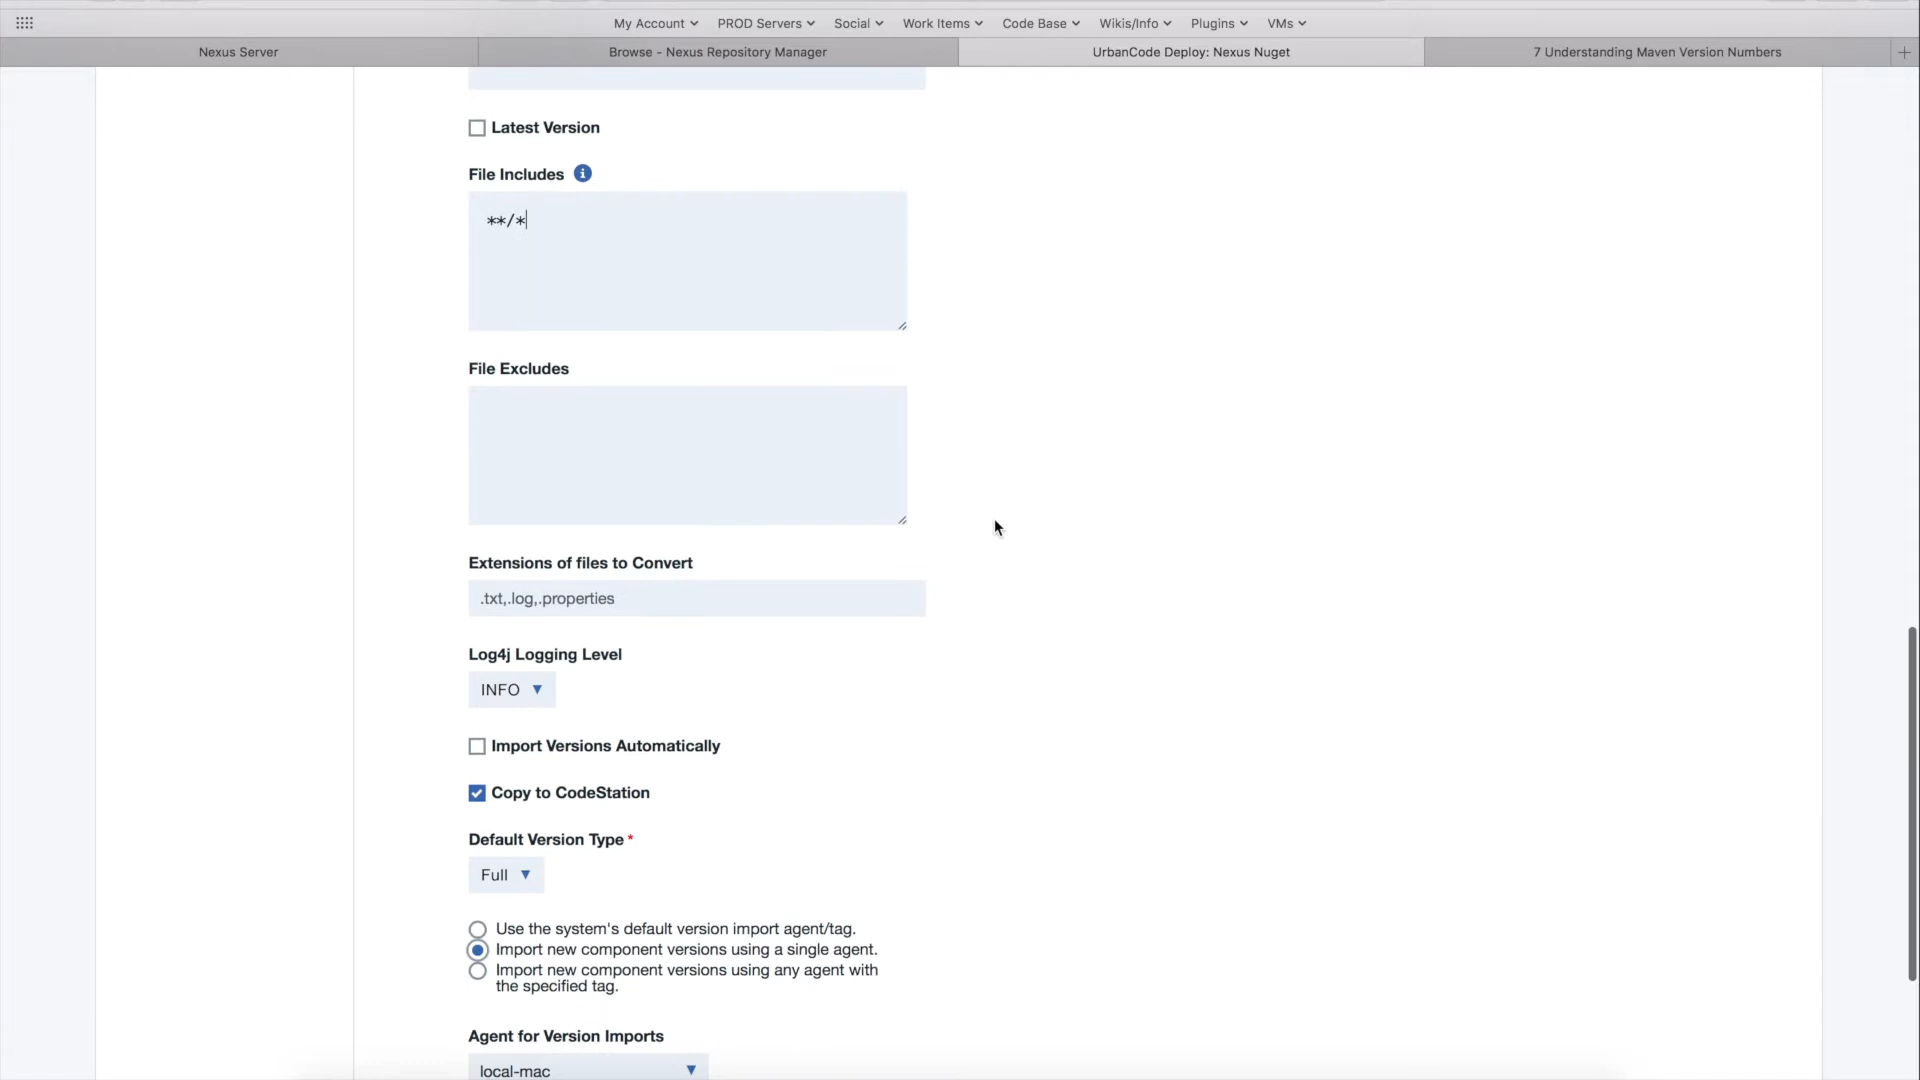 My Account PROD Servers Social Work Items Code Base Wikis/Info Plugins VMs
Nexus Server Browse - Nexus Repository Manager UrbanCode Deploy: Nexus Nuget 7 Understanding Maven Version Numbers
Latest Version
File Includes
**/*
File Excludes
Extensions of files to Convert
.txt,.log,.properties
Log4j Logging Level
INFO
Import Versions Automatically
Copy to CodeStation
Default Version Type *
Full
Use the system's default version import agent/tag.
Import new component versions using a single agent.
Import new component versions using any agent with
the specified tag.
Agent for Version Imports
local-mac